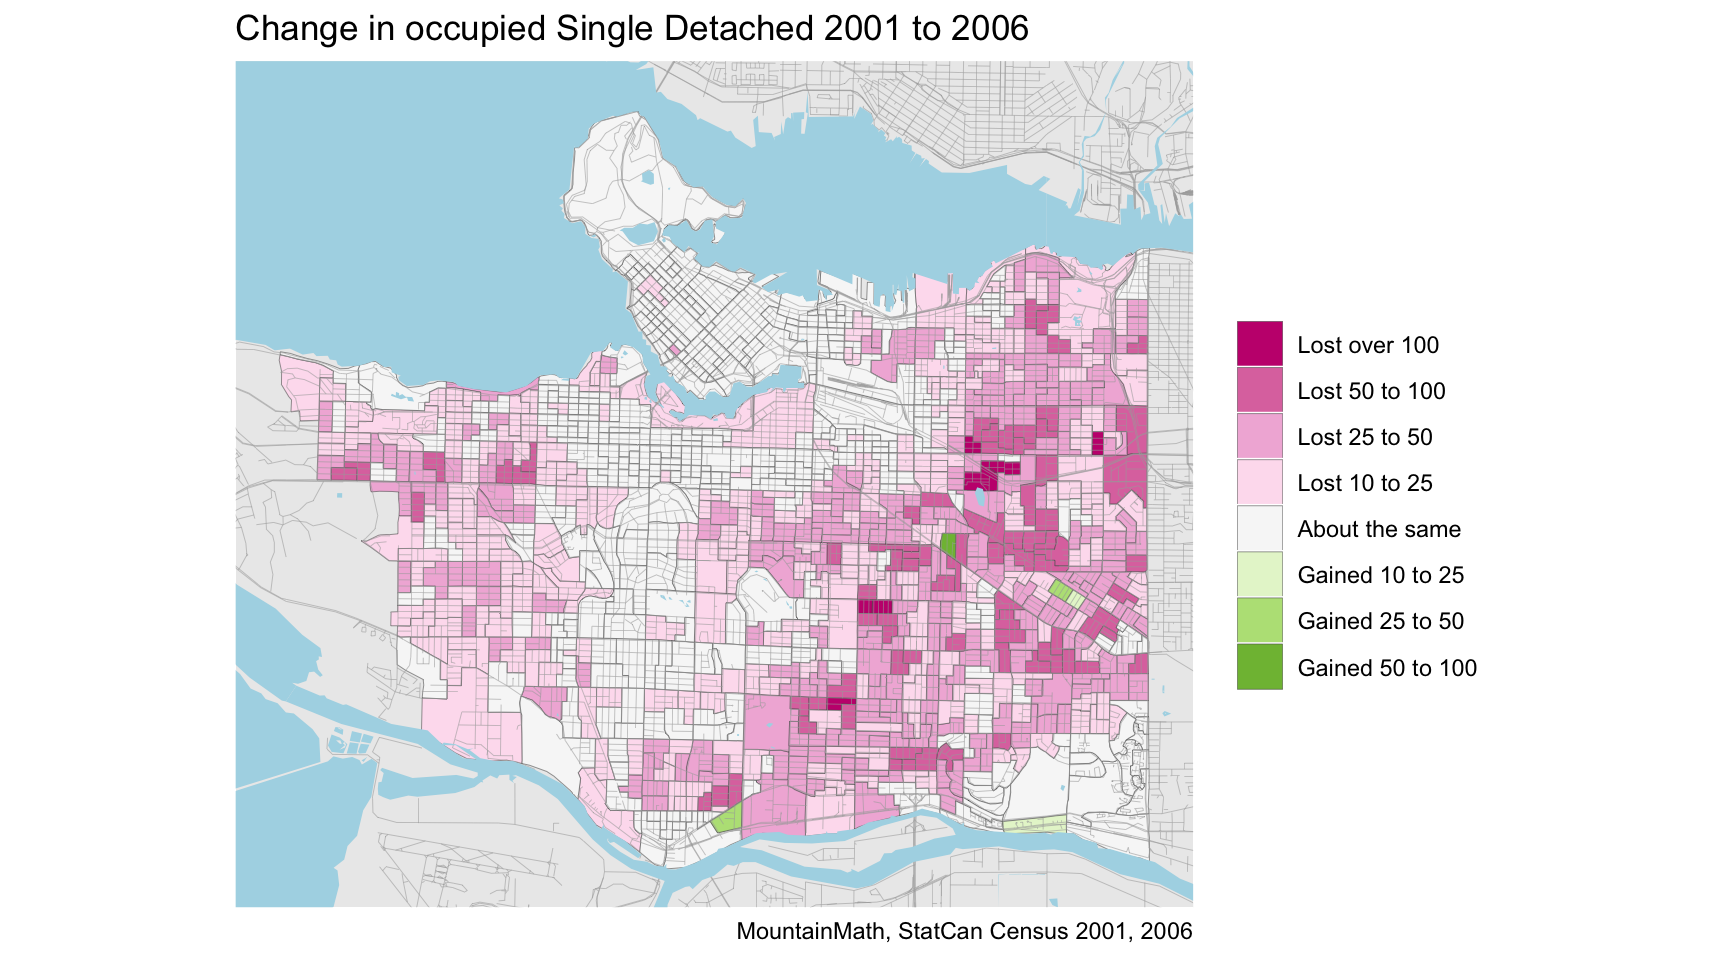 Change in occupied Single Detached 2001 to 2006
Lost over 100
Lost 50 to 100
Lost 25 to 50
Lost 10 to 25
About the same
Gained 10 to 25
Gained 25 to 50
Gained 50 to 100
MountainMath, StatCan Census 2001, 2006